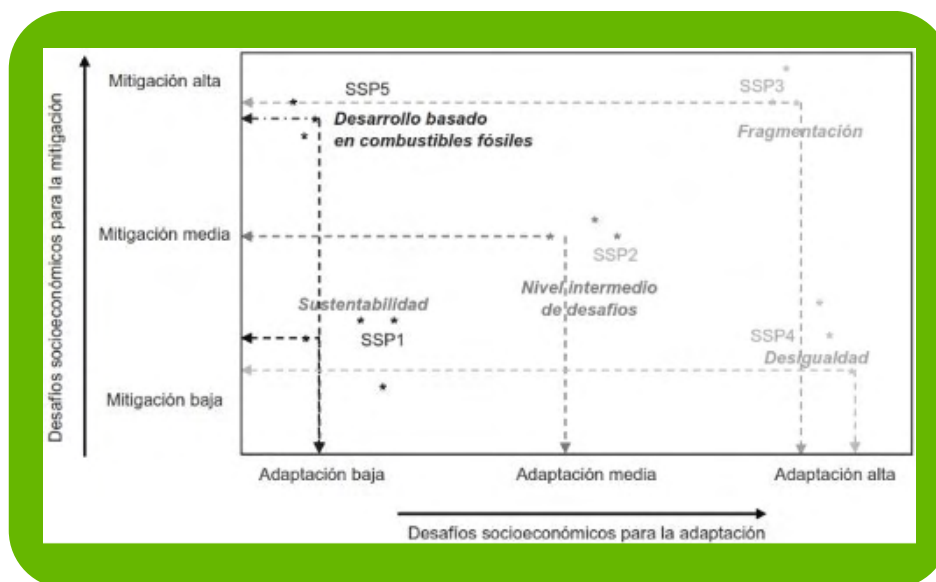 Desafíos socioeconómicos para la mitigación
Mitigación alta
SSP5
SSP3
Desarrollo basado
en combustibles fósiles
Fragmentación
Mitigación media
SSP2
Nivel intermedio
de desafios
Sustentabilidad
SSP1
SSP4
Desigualdad
Mitigación baja
Adaptación baja
Adaptación media
Adaptación alta
Desafíos socioeconómicos para la adaptación